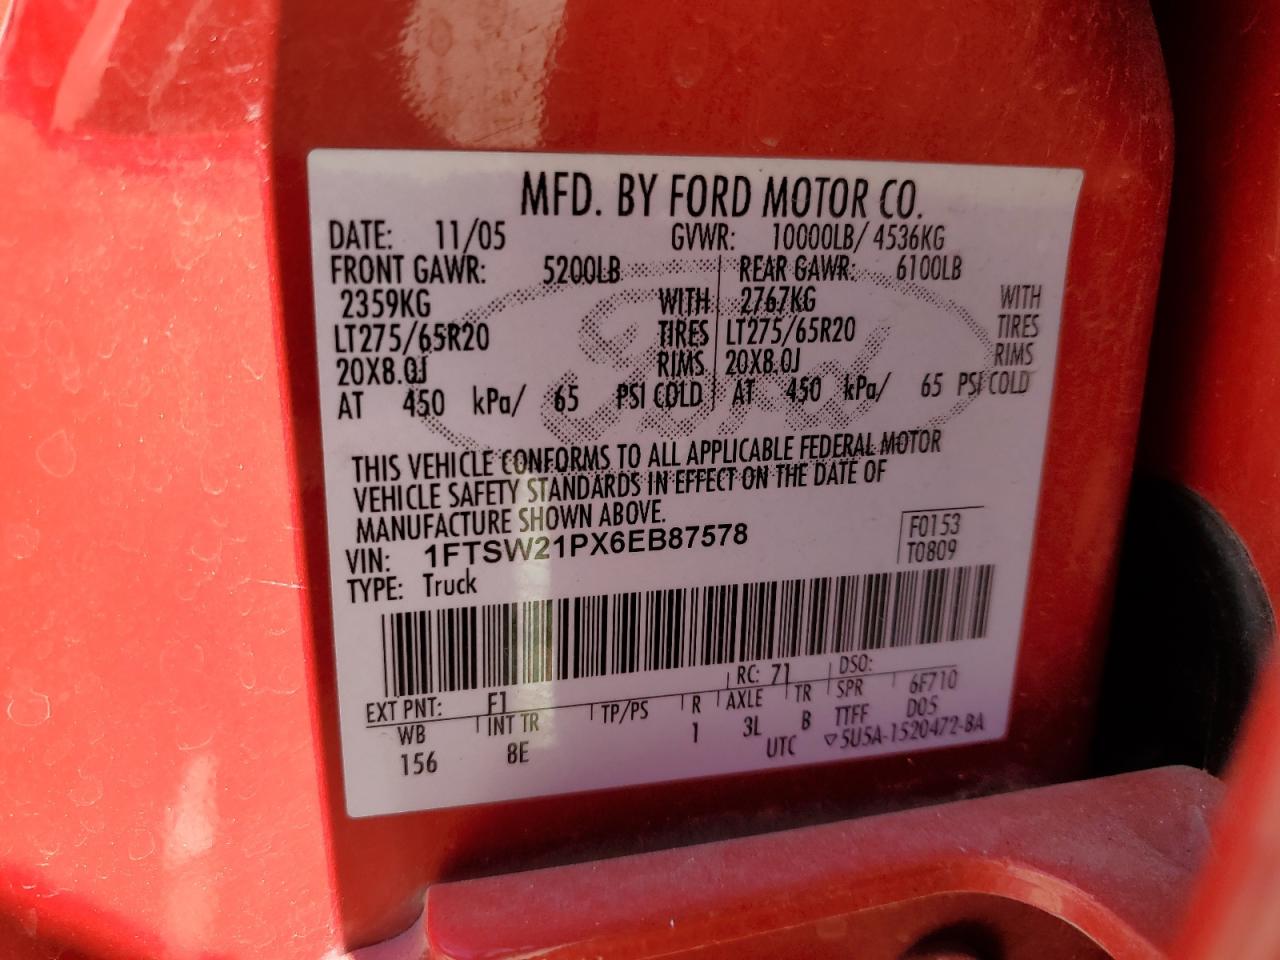 MFD. BY FORD MOTOR CO.
DATE: 11/05 GVWR: 10000LB/ 4536KG
FRONT GAWR: 5200LB REAR GAWR: 6100LB
2359KG WITH 2767KG WITH
LT275/65R20 TIRES LT275/65R20 TIRES
20X8.0J RIMS 20X8.0J RIMS
AT 450 kPa/ 65 PSI COLD AT 450 kPa/ 65 PSI COLD
THIS VEHICLE CONFORMS TO ALL APPLICABLE FEDERAL MOTOR
VEHICLE SAFETY STANDARDS IN EFFECT ON THE DATE OF
MANUFACTURE SHOWN ABOVE.
VIN: 1FTSW21PX6EB87578 F0153
TYPE: Truck T0809
EXT PNT: F1 RC: 71 DSO:
WB INT TR TP/PS R AXLE TR SPR 6F710
156 8E 1 3L B TTFF DO5
UTC ▽5U5A-1520472-BA
Ford